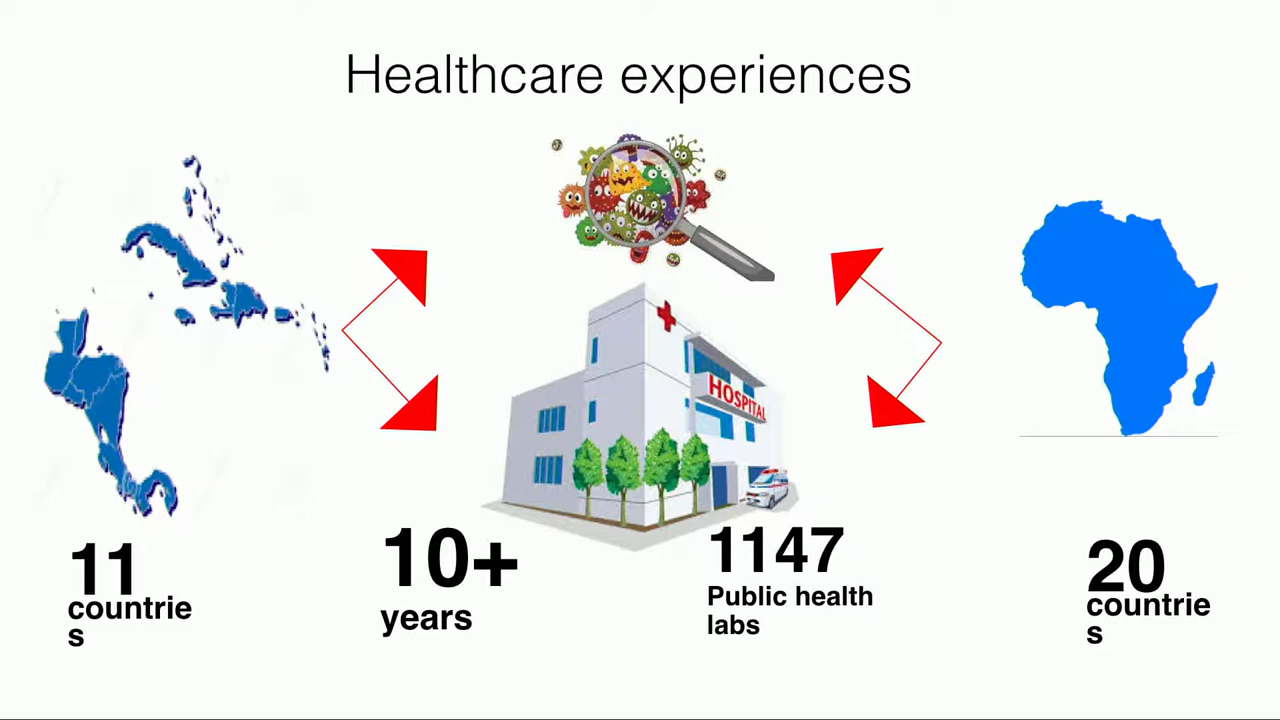 Healthcare experiences
HOSPITAL
11
countrie
s
10+
years
1147
Public health
labs
20
countrie
s